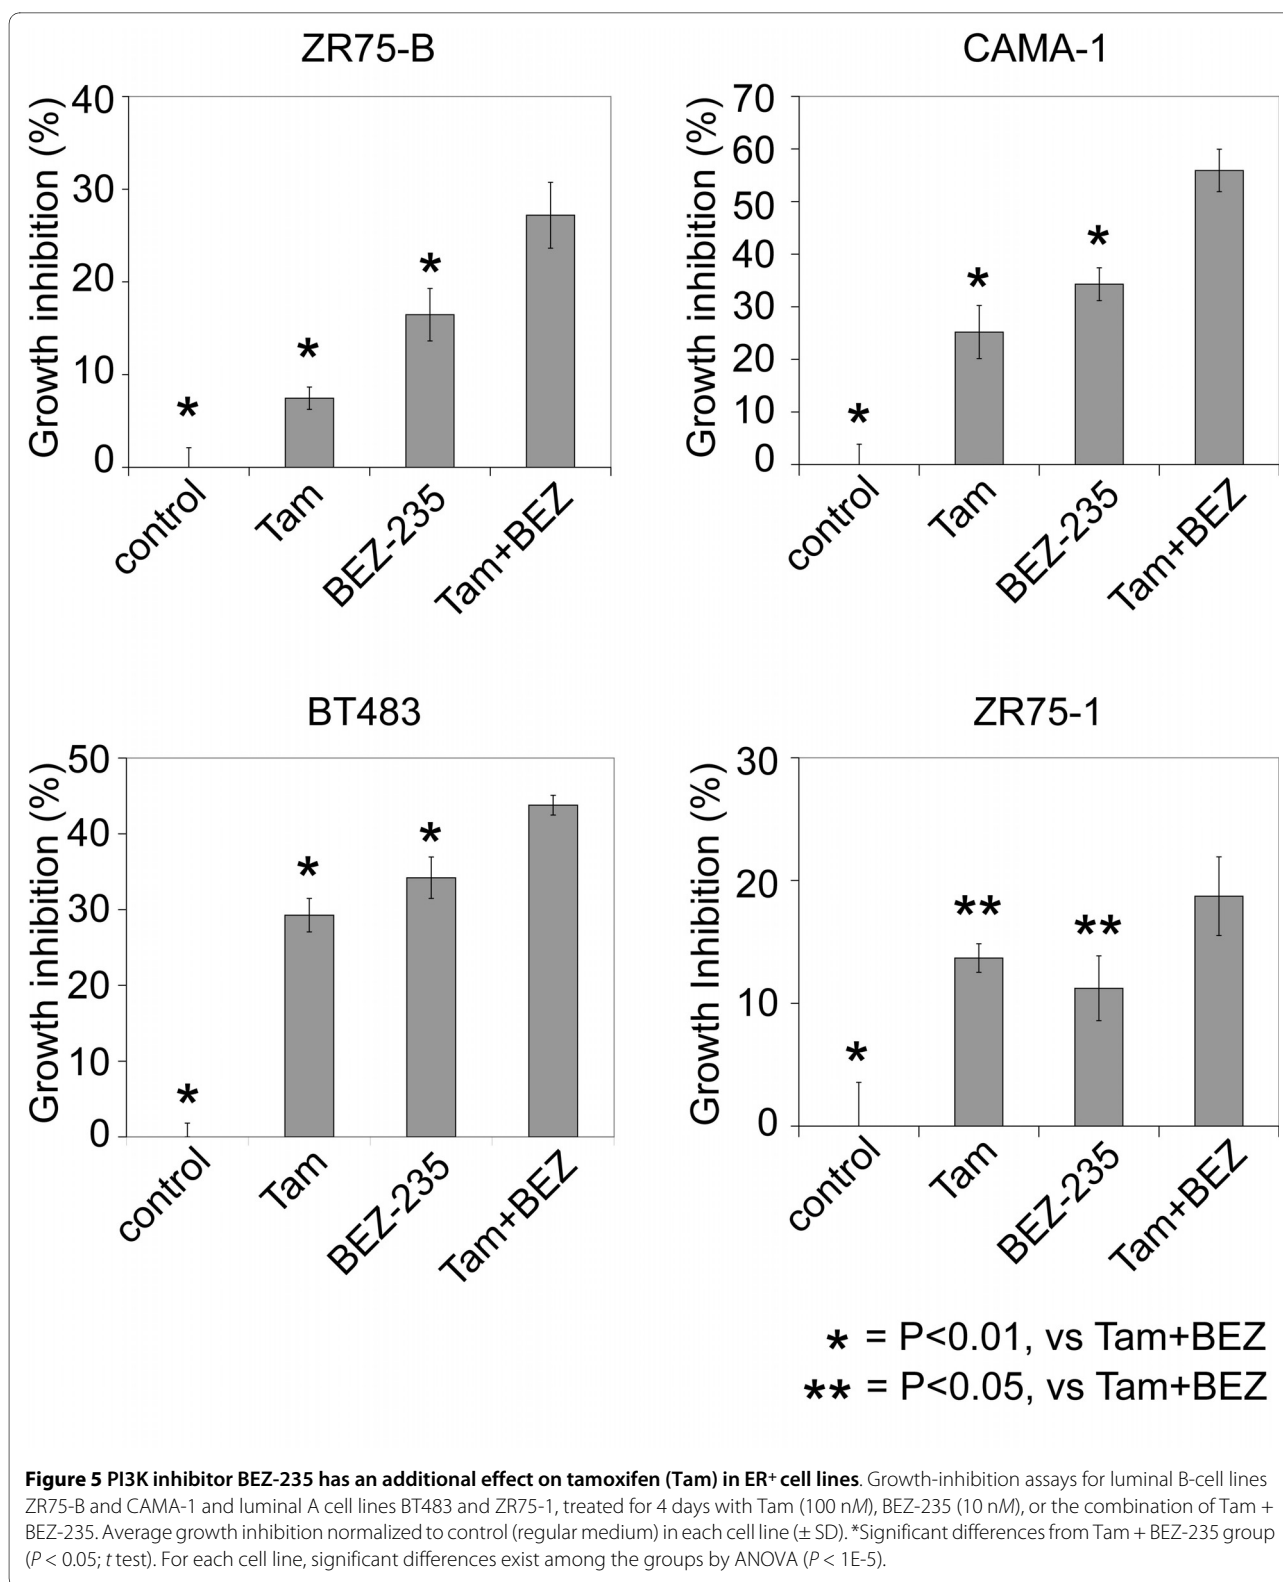 ZR75-B
Growth inhibition (%)
40
30
20
10
0
*
*
*
control
Tam
BEZ-235
Tam+BEZ
CAMA-1
Growth inhibition (%)
70
60
50
40
30
20
10
0
*
*
*
control
Tam
BEZ-235
Tam+BEZ
BT483
Growth inhibition (%)
50
40
30
20
10
0
*
*
*
control
Tam
BEZ-235
Tam+BEZ
ZR75-1
Growth Inhibition (%)
30
20
10
0
*
**
**
control
Tam
BEZ-235
Tam+BEZ
* = P<0.01, vs Tam+BEZ
** = P<0.05, vs Tam+BEZ
Figure 5 PI3K inhibitor BEZ-235 has an additional effect on tamoxifen (Tam) in ER+ cell lines. Growth-inhibition assays for luminal B-cell lines
ZR75-B and CAMA-1 and luminal A cell lines BT483 and ZR75-1, treated for 4 days with Tam (100 nM), BEZ-235 (10 nM), or the combination of Tam +
BEZ-235. Average growth inhibition normalized to control (regular medium) in each cell line (± SD). *Significant differences from Tam + BEZ-235 group
(P < 0.05; t test). For each cell line, significant differences exist among the groups by ANOVA (P < 1E-5).